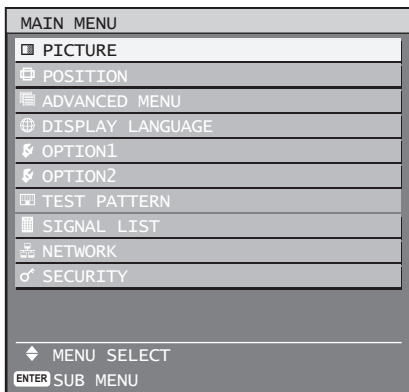 MAIN MENU
PICTURE
POSITION
ADVANCED MENU
DISPLAY LANGUAGE
OPTION1
OPTION2
TEST PATTERN
SIGNAL LIST
NETWORK
SECURITY
MENU SELECT
ENTER SUB MENU